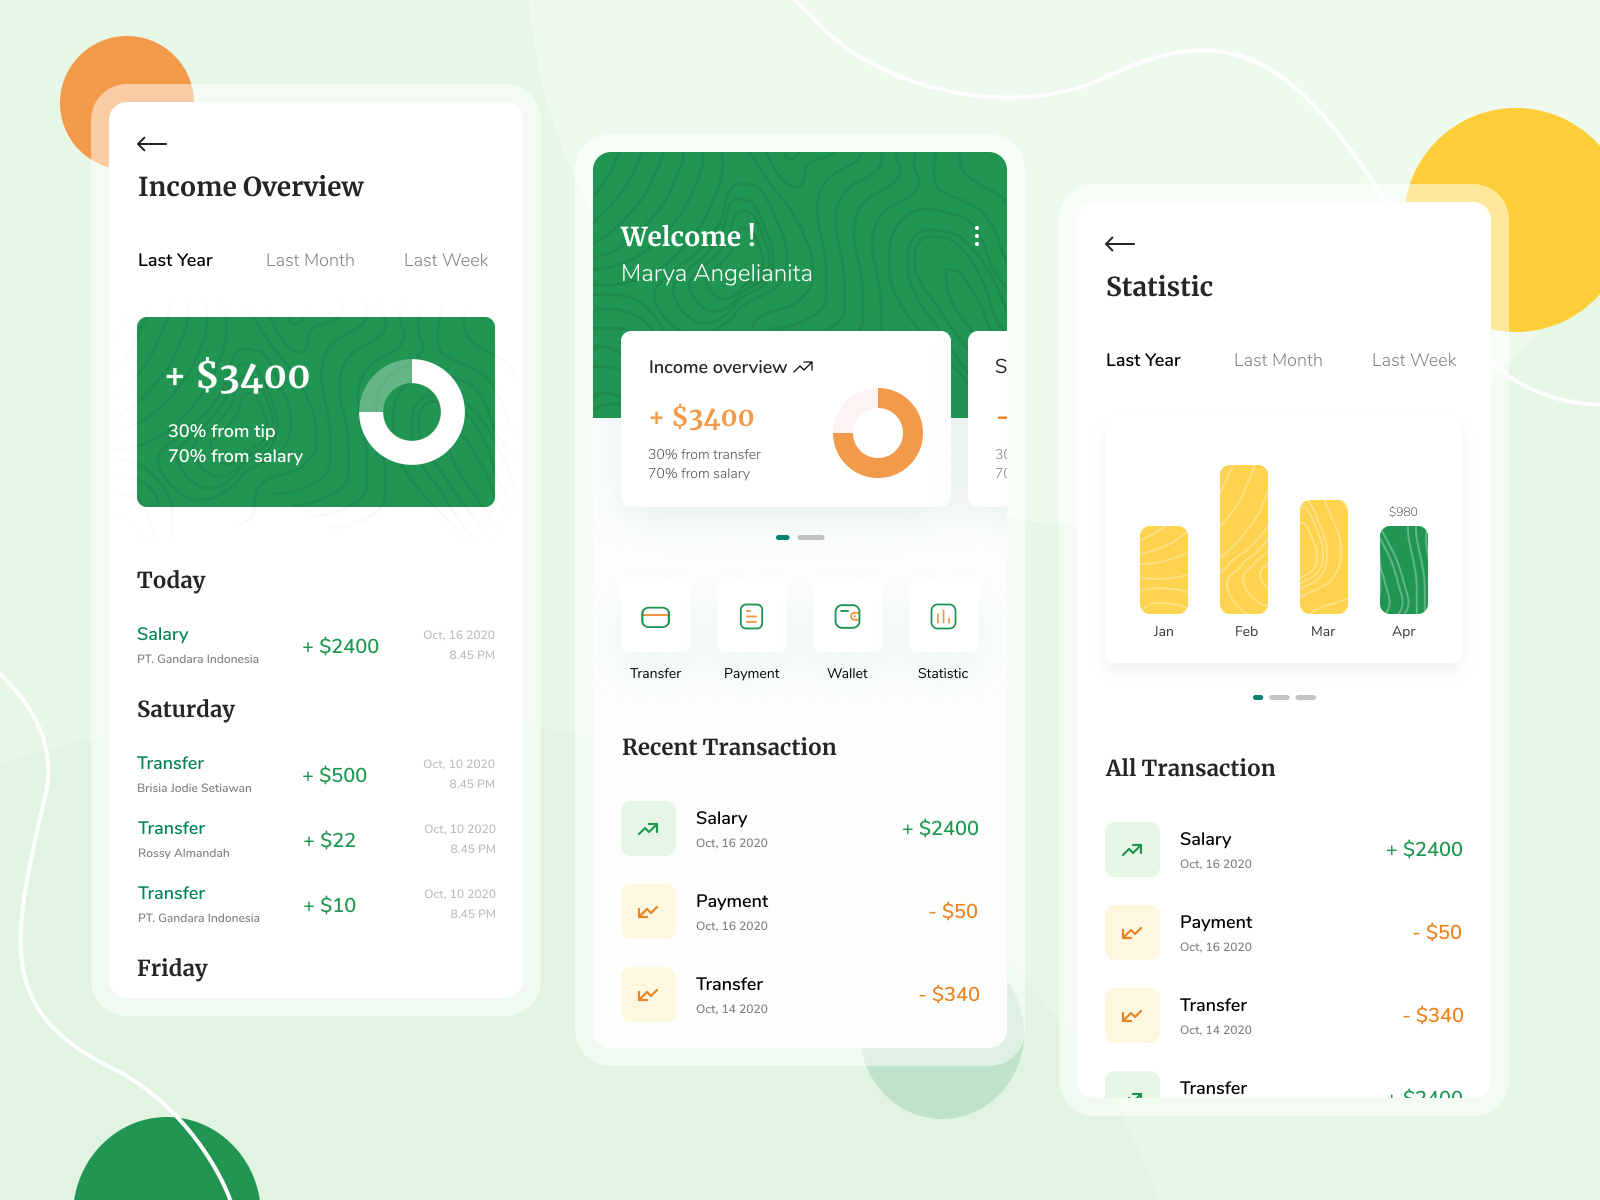 Income Overview
Last Year Last Month Last Week
+ $3400
30% from tip
70% from salary
Today
Salary
PT. Gandara Indonesia
+ $2400
Oct, 16 2020
8.45 PM
Saturday
Transfer
Brisia Jodie Setiawan
+ $500
Oct, 10 2020
8.45 PM
Transfer
Rossy Almandah
+ $22
Oct, 10 2020
8.45 PM
Transfer
PT. Gandara Indonesia
+ $10
Oct, 10 2020
8.45 PM
Friday
Welcome !
Marya Angelianita
Income overview
+ $3400
30% from transfer
70% from salary
S
-
30
70
Transfer Payment Wallet Statistic
Recent Transaction
Salary
Oct, 16 2020
+ $2400
Payment
Oct, 16 2020
- $50
Transfer
Oct, 14 2020
- $340
Statistic
Last Year Last Month Last Week
$980
Jan Feb Mar Apr
All Transaction
Salary
Oct, 16 2020
+ $2400
Payment
Oct, 16 2020
- $50
Transfer
Oct, 14 2020
- $340
Transfer
+ $2400